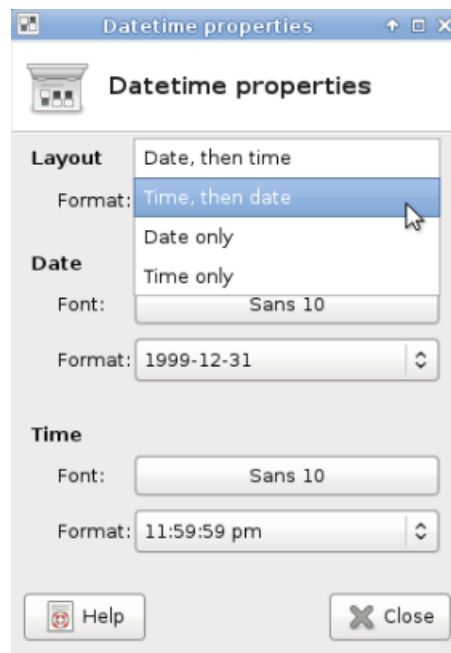 Datetime properties
Datetime properties
Layout
Date, then time
Format: Time, then date
Date only
Date
Time only
Font: Sans 10
Format: 1999-12-31
Time
Font: Sans 10
Format: 11:59:59 pm
Help Close